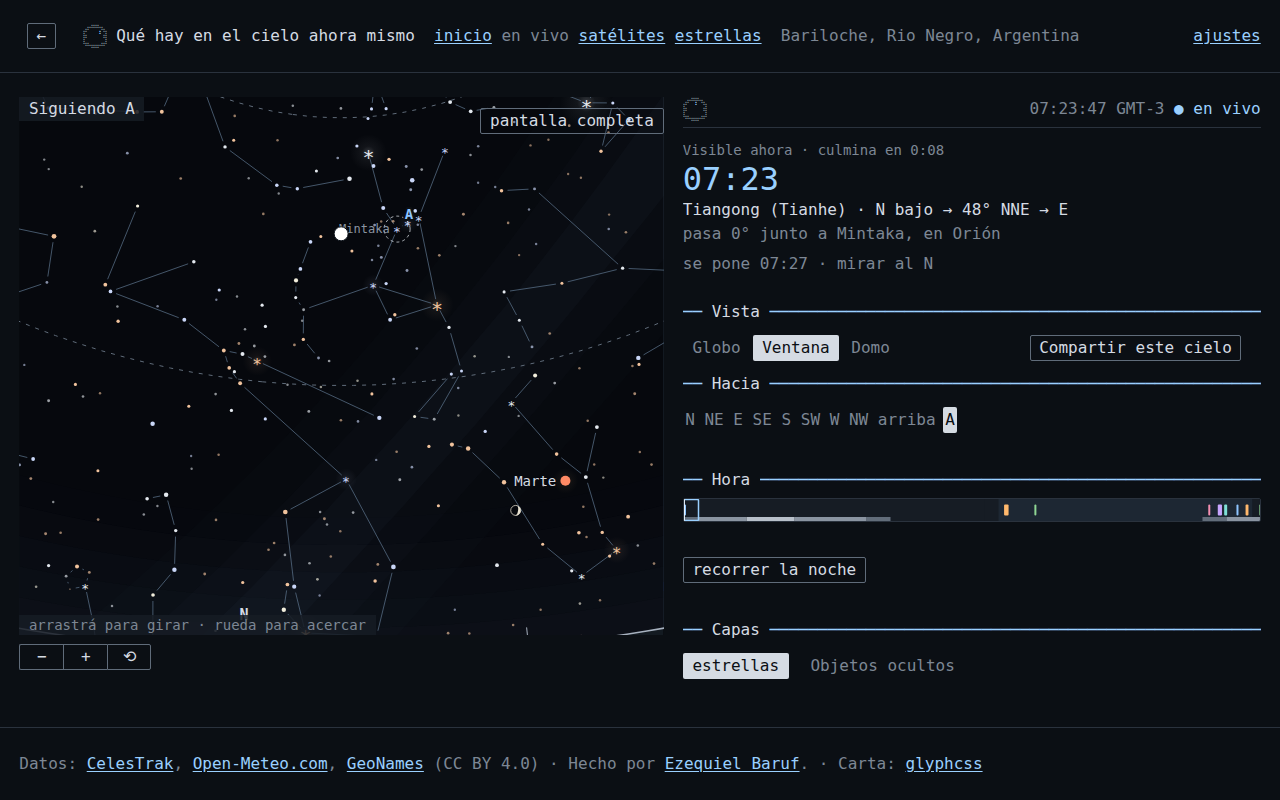 ← Qué hay en el cielo ahora mismo inicio en vivo satélites estrellas Bariloche, Rio Negro, Argentina ajustes
Siguiendo A
pantalla completa
A
Mintaka
Marte
N
arrastrá para girar · rueda para acercar
− + ⟲
07:23:47 GMT-3 ● en vivo
Visible ahora · culmina en 0:08
07:23
Tiangong (Tianhe) · N bajo → 48° NNE → E
pasa 0° junto a Mintaka, en Orión
se pone 07:27 · mirar al N
Vista
Globo Ventana Domo Compartir este cielo
Hacia
N NE E SE S SW W NW arriba A
Hora
recorrer la noche
Capas
estrellas Objetos ocultos
Datos: CelesTrak, Open-Meteo.com, GeoNames (CC BY 4.0) · Hecho por Ezequiel Baruf. · Carta: glyphcss